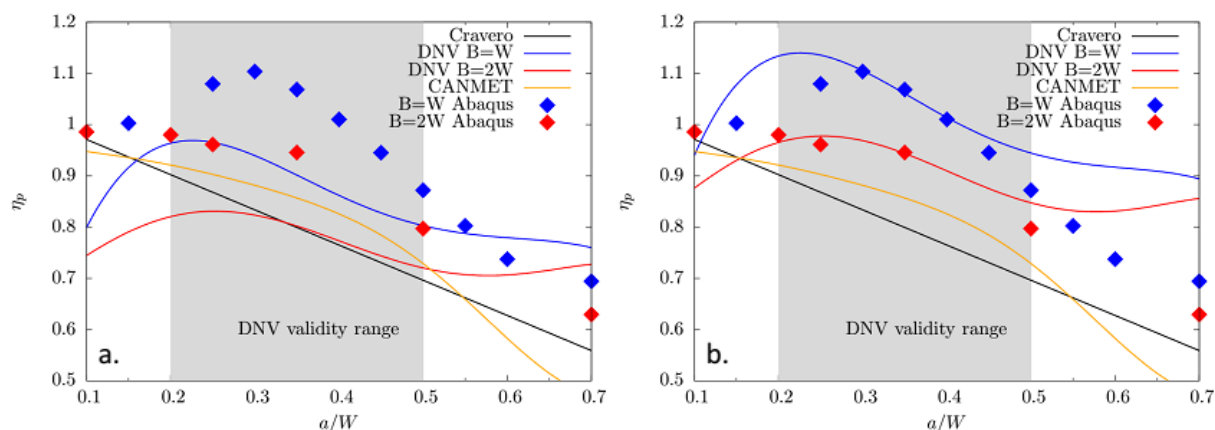 1.2
1.1
1
0.9
0.8
0.7
0.6
0.5
0.1
0.2
0.3
0.4
0.5
0.6
0.7
η_p
a/W
Cravero
DNV B=W
DNV B=2W
CANMET
B=W Abaqus
B=2W Abaqus
DNV validity range
a.
1.2
1.1
1
0.9
0.8
0.7
0.6
0.5
0.1
0.2
0.3
0.4
0.5
0.6
0.7
η_p
a/W
Cravero
DNV B=W
DNV B=2W
CANMET
B=W Abaqus
B=2W Abaqus
DNV validity range
b.